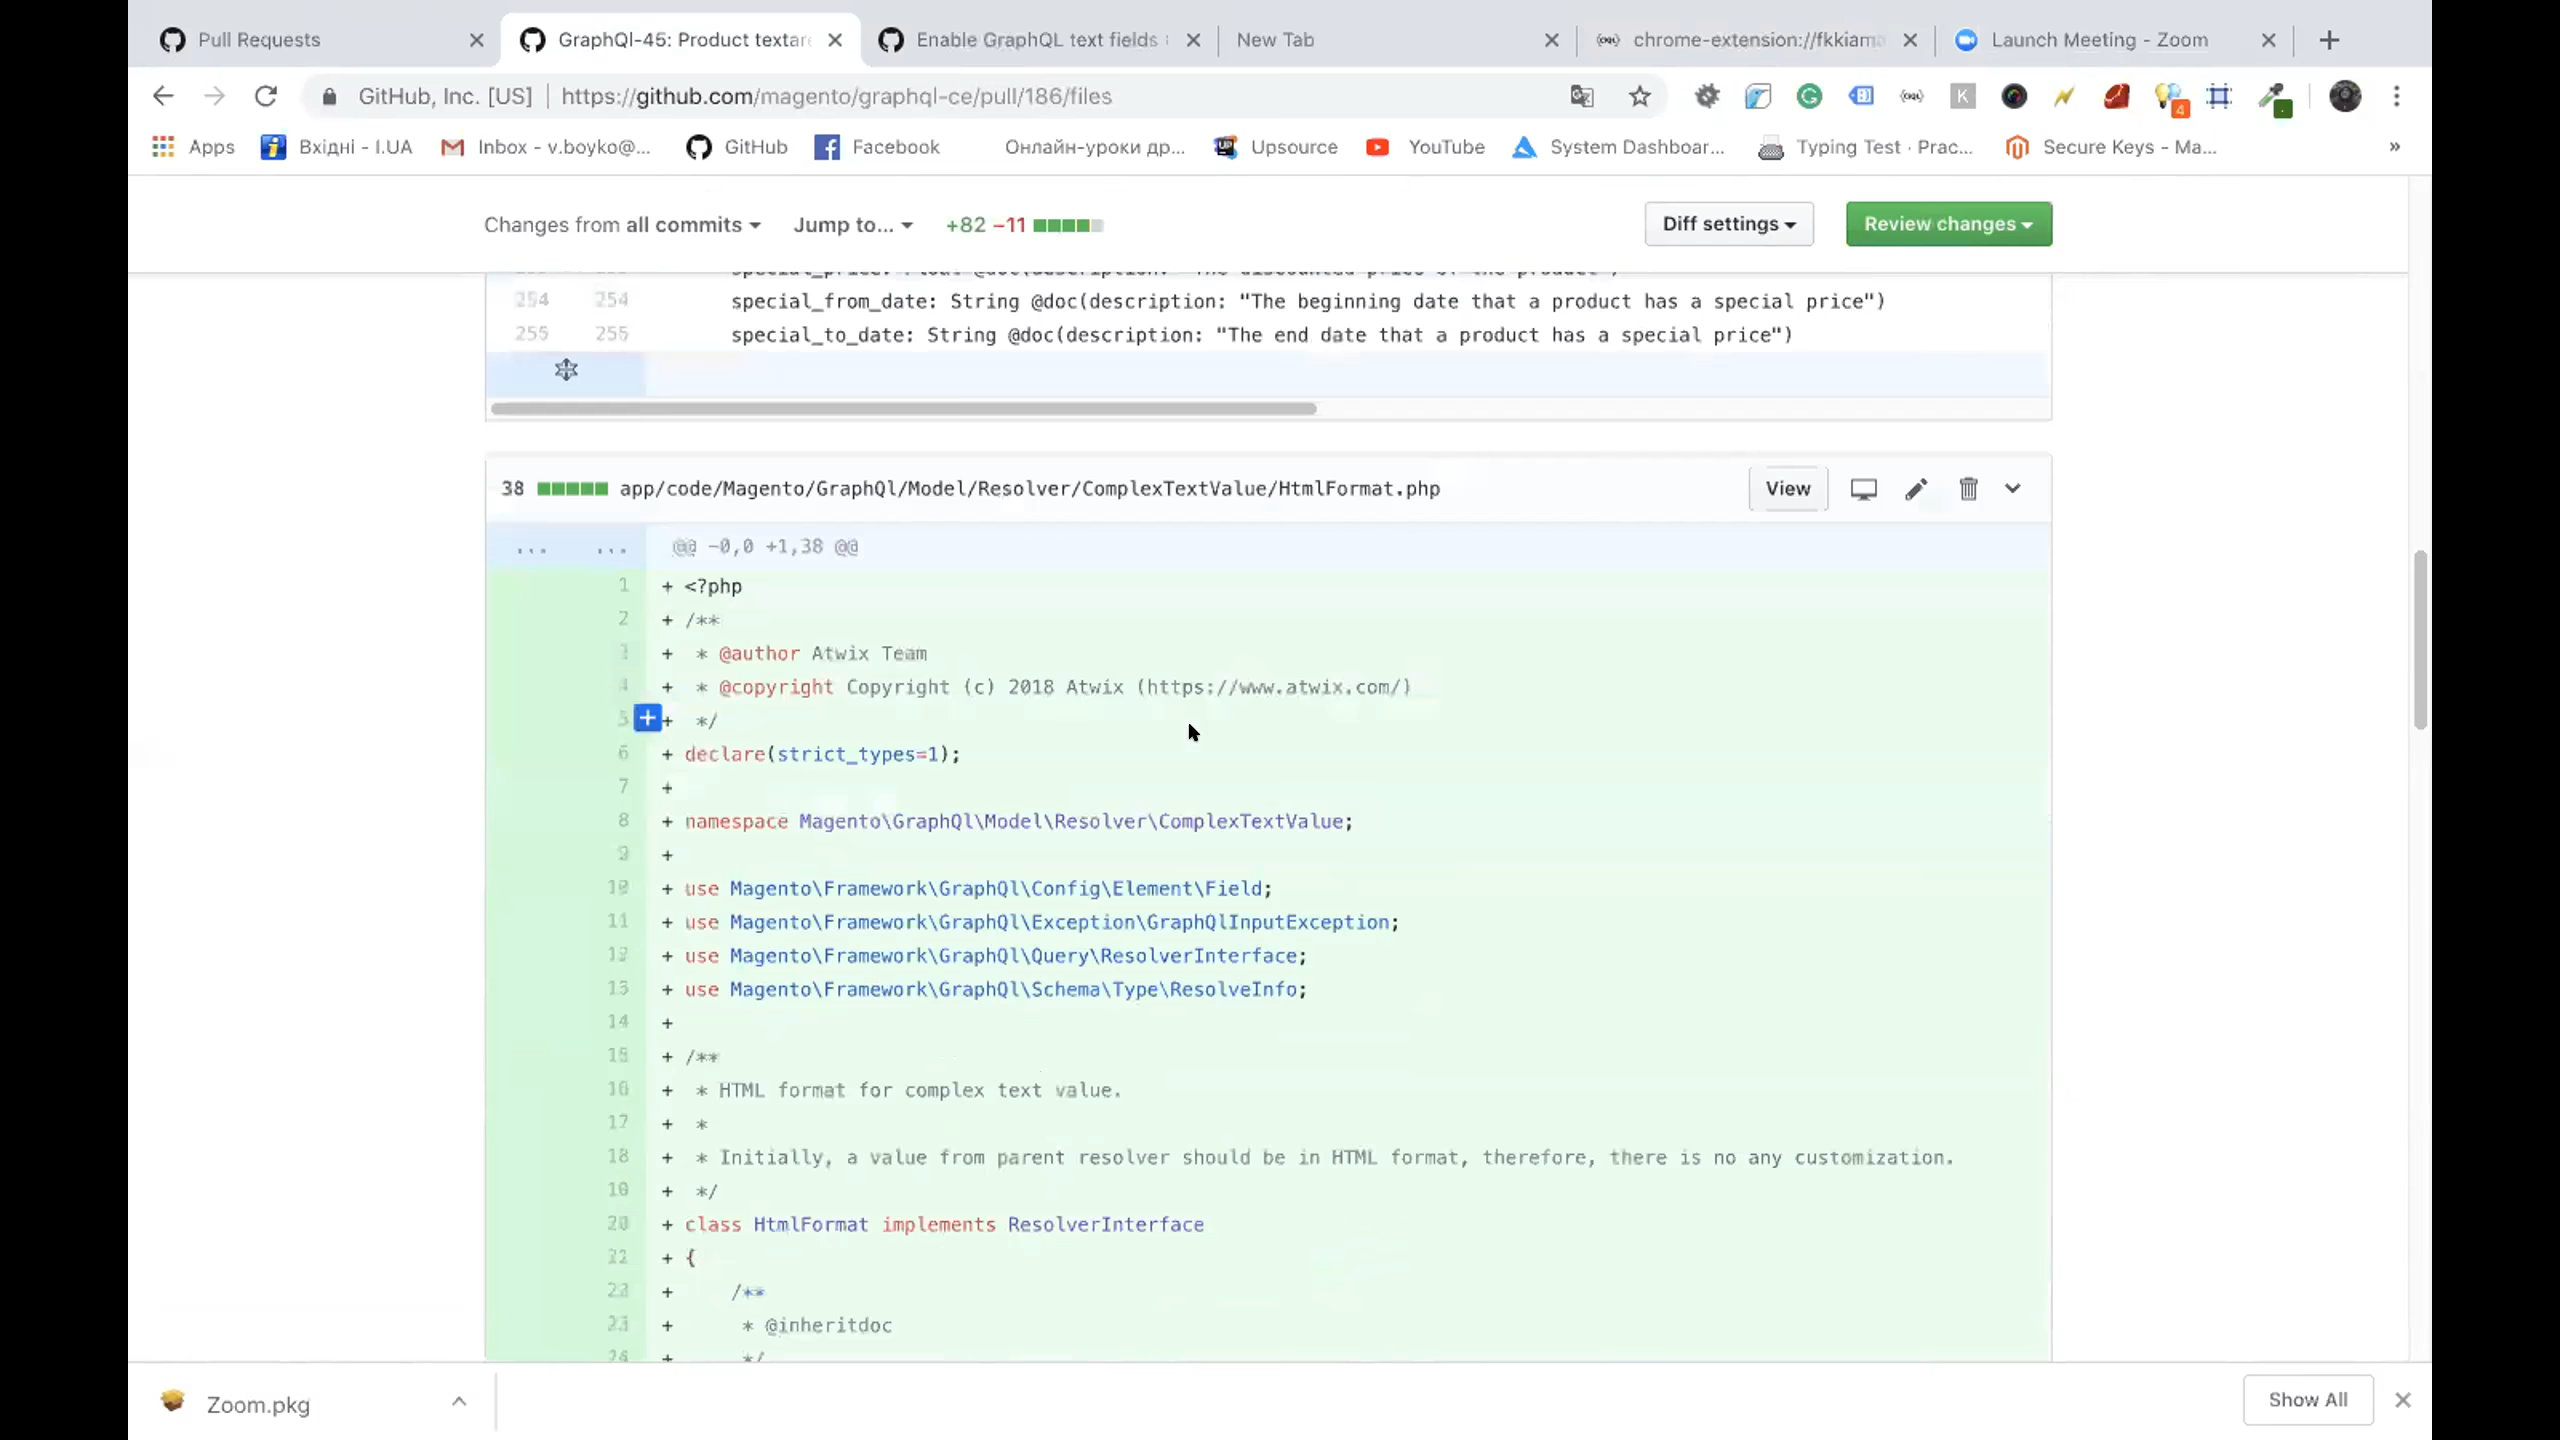 Pull Requests
GraphQl-45: Product textar
Enable GraphQL text fields
New Tab
chrome-extension://fkkiam
Launch Meeting - Zoom
GitHub, Inc. [US]
https://github.com/magento/graphql-ce/pull/186/files
Apps
Вхідні - I.UA
Inbox - v.boyko@...
GitHub
Facebook
Онлайн-уроки др...
Upsource
YouTube
System Dashboar...
Typing Test · Prac...
Secure Keys - Ma...
»
Changes from all commits
Jump to...
+82 −11
Diff settings
Review changes
254 254 special_from_date: String @doc(description: "The beginning date that a product has a special price")
255 255 special_to_date: String @doc(description: "The end date that a product has a special price")
38 app/code/Magento/GraphQl/Model/Resolver/ComplexTextValue/HtmlFormat.php
View
... ... @@ -0,0 +1,38 @@
1 + <?php
2 + /**
3 + * @author Atwix Team
4 + * @copyright Copyright (c) 2018 Atwix (https://www.atwix.com/)
5 + */
6 + declare(strict_types=1);
7 +
8 + namespace Magento\GraphQl\Model\Resolver\ComplexTextValue;
9 +
10 + use Magento\Framework\GraphQl\Config\Element\Field;
11 + use Magento\Framework\GraphQl\Exception\GraphQlInputException;
12 + use Magento\Framework\GraphQl\Query\ResolverInterface;
13 + use Magento\Framework\GraphQl\Schema\Type\ResolveInfo;
14 +
15 + /**
16 + * HTML format for complex text value.
17 + *
18 + * Initially, a value from parent resolver should be in HTML format, therefore, there is no any customization.
19 + */
20 + class HtmlFormat implements ResolverInterface
21 + {
22 + /**
23 + * @inheritdoc
24 + */
Zoom.pkg
Show All